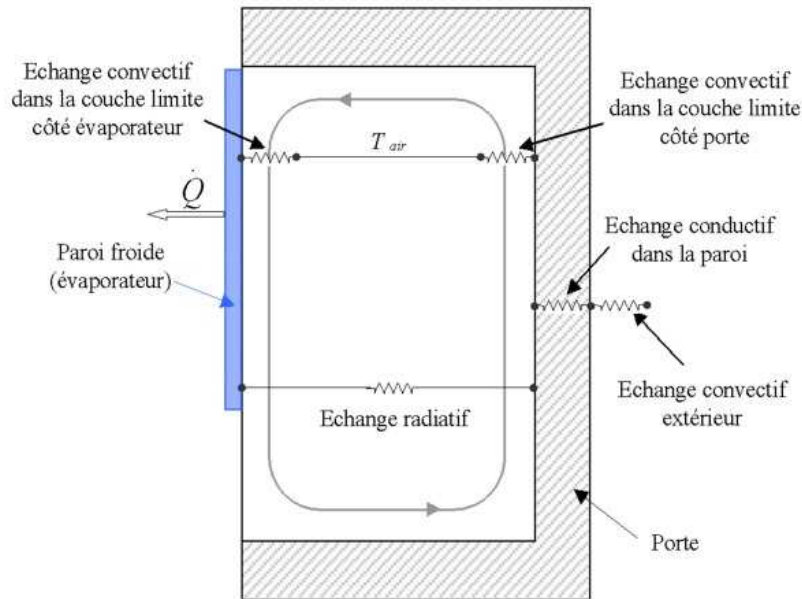 Echange convectif
dans la couche limite
côté évaporateur
Echange convectif
dans la couche limite
côté porte
T air
Q̇
Paroi froide
(évaporateur)
Echange conductif
dans la paroi
Echange radiatif
Echange convectif
extérieur
Porte